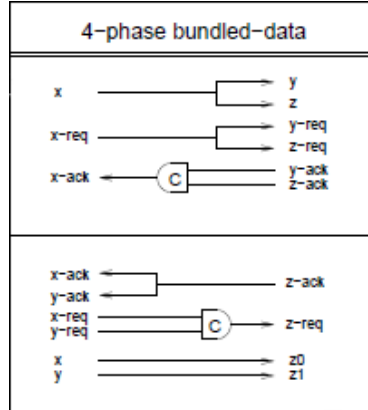 4-phase bundled-data
x
y
z
x-req
y-req
z-req
x-ack
C
y-ack
z-ack
x-ack
y-ack
z-ack
x-req
y-req
C
z-req
x
z0
y
z1